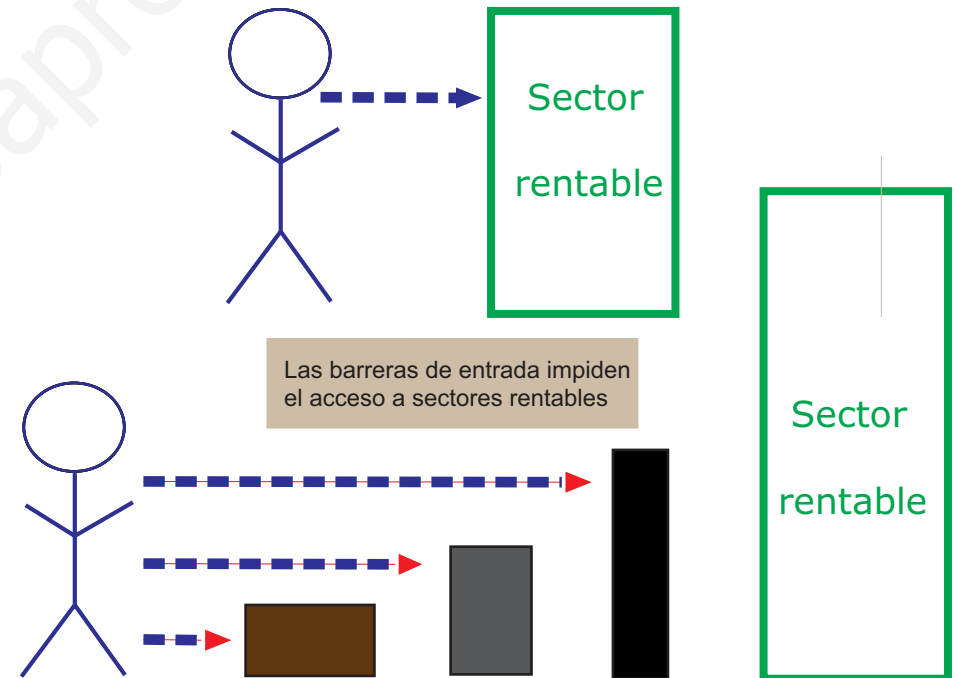 Sector
rentable
Las barreras de entrada impiden
el acceso a sectores rentables
Sector
rentable